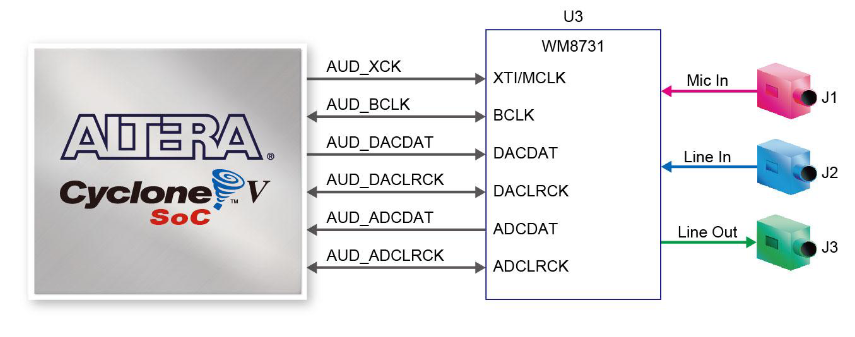 U3
WM8731
AUD_XCK
XTI/MCLK
AUD_BCLK
BCLK
AUD_DACDAT
DACDAT
AUD_DACLRCK
DACLRCK
AUD_ADCDAT
ADCDAT
AUD_ADCLRCK
ADCLRCK
ALTERA®
Cyclone™ V
SoC
Mic In
J1
Line In
J2
Line Out
J3